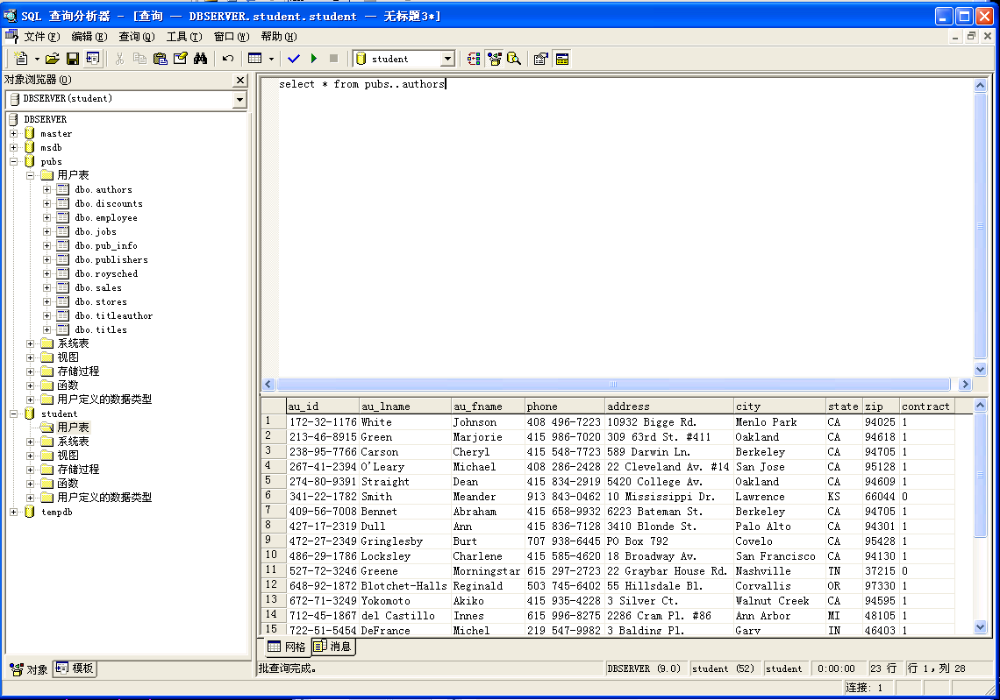 SQL 查询分析器 - [查询 — DBSERVER.student.student — 无标题3*]
文件(F) 编辑(E) 查询(Q) 工具(T) 窗口(W) 帮助(H)
student
对象浏览器(O)
DBSERVER(student)
DBSERVER
master
msdb
pubs
用户表
dbo.authors
dbo.discounts
dbo.employee
dbo.jobs
dbo.pub_info
dbo.publishers
dbo.roysched
dbo.sales
dbo.stores
dbo.titleauthor
dbo.titles
系统表
视图
存储过程
函数
用户定义的数据类型
student
用户表
系统表
视图
存储过程
函数
用户定义的数据类型
tempdb
对象 模板
select * from pubs..authors
au_id au_lname au_fname phone address city state zip contract
1 172-32-1176 White Johnson 408 496-7223 10932 Bigge Rd. Menlo Park CA 94025 1
2 213-46-8915 Green Marjorie 415 986-7020 309 63rd St. #411 Oakland CA 94618 1
3 238-95-7766 Carson Cheryl 415 548-7723 589 Darwin Ln. Berkeley CA 94705 1
4 267-41-2394 O'Leary Michael 408 286-2428 22 Cleveland Av. #14 San Jose CA 95128 1
5 274-80-9391 Straight Dean 415 834-2919 5420 College Av. Oakland CA 94609 1
6 341-22-1782 Smith Meander 913 843-0462 10 Mississippi Dr. Lawrence KS 66044 0
7 409-56-7008 Bennet Abraham 415 658-9932 6223 Bateman St. Berkeley CA 94705 1
8 427-17-2319 Dull Ann 415 836-7128 3410 Blonde St. Palo Alto CA 94301 1
9 472-27-2349 Gringlesby Burt 707 938-6445 PO Box 792 Covelo CA 95428 1
10 486-29-1786 Locksley Charlene 415 585-4620 18 Broadway Av. San Francisco CA 94130 1
11 527-72-3246 Greene Morningstar 615 297-2723 22 Graybar House Rd. Nashville TN 37215 0
12 648-92-1872 Blotchet-Halls Reginald 503 745-6402 55 Hillsdale Bl. Corvallis OR 97330 1
13 672-71-3249 Yokomoto Akiko 415 935-4228 3 Silver Ct. Walnut Creek CA 94595 1
14 712-45-1867 del Castillo Innes 615 996-8275 2286 Cram Pl. #86 Ann Arbor MI 48105 1
15 722-51-5454 DeFrance Michel 219 547-9982 3 Balding Pl. Gary IN 46403 1
网格 消息
批查询完成。 DBSERVER (9.0) student (52) student 0:00:00 23 行 行 1,列 28
连接: 1